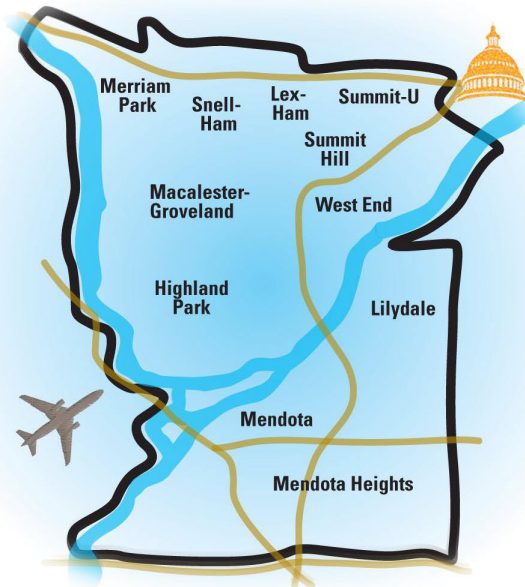 Merriam
Park
Snell-
Ham
Lex-
Ham
Summit-U
Summit
Hill
Macalester-
Groveland
West End
Highland
Park
Lilydale
Mendota
Mendota Heights